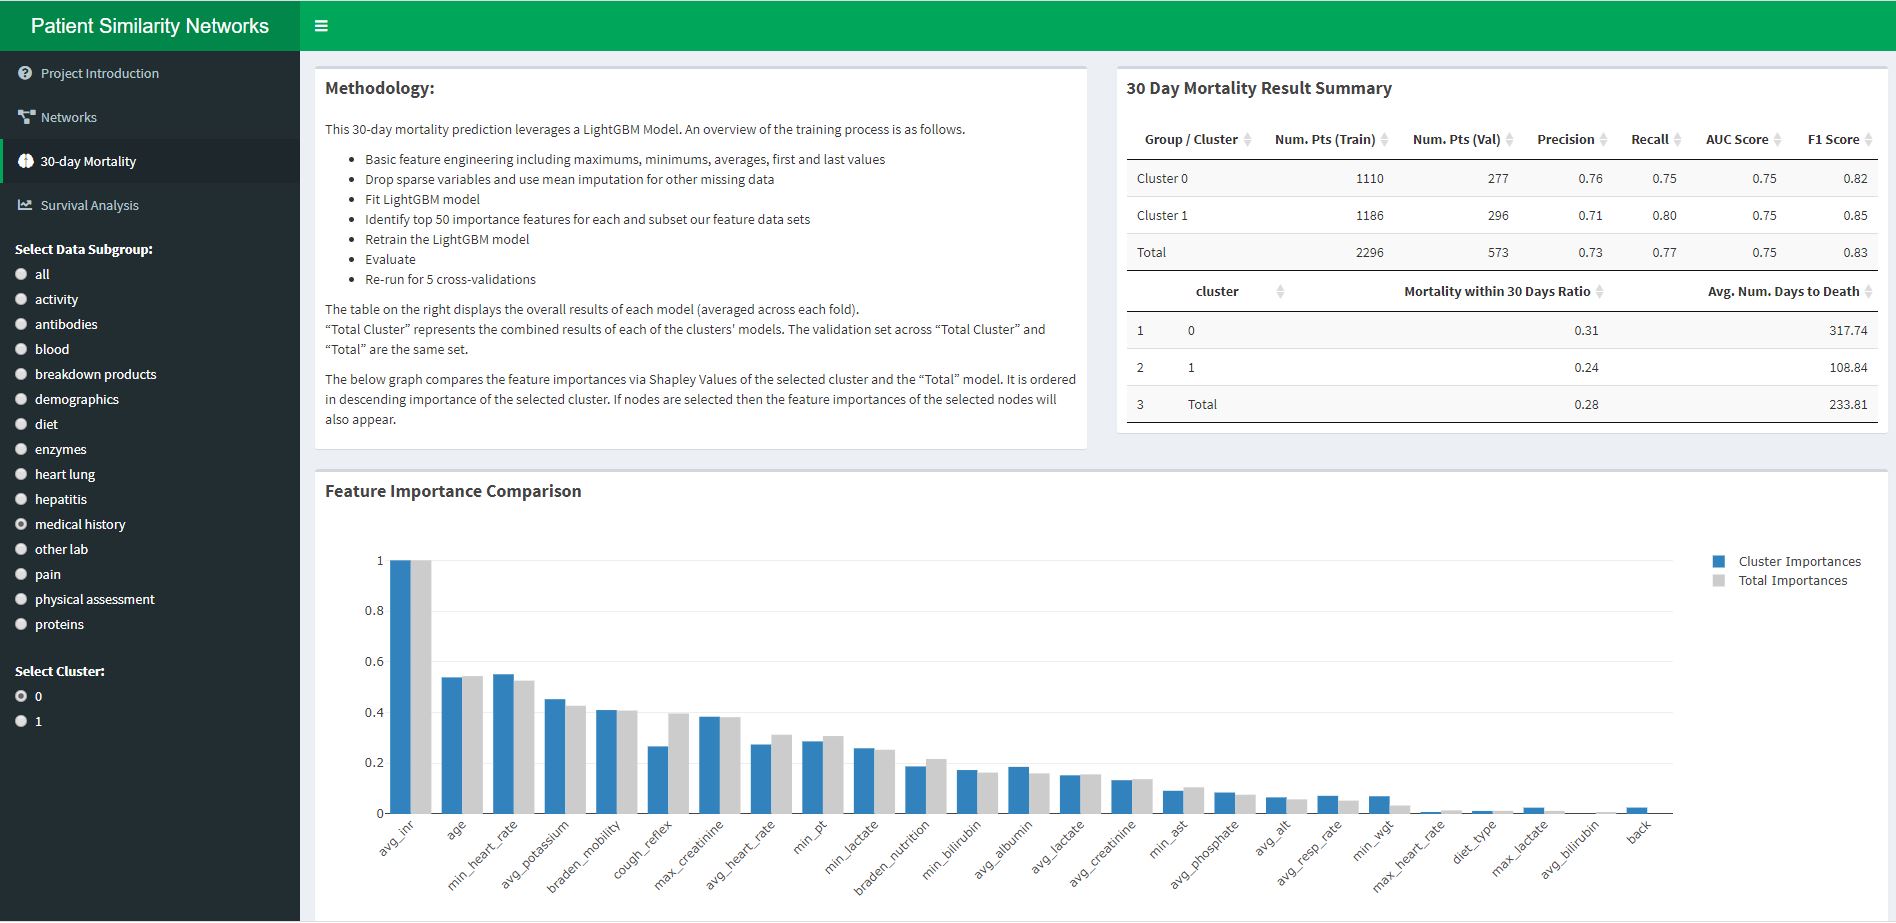 Patient Similarity Networks
Project Introduction
Networks
30-day Mortality
Survival Analysis
Select Data Subgroup:
all
activity
antibodies
blood
breakdown products
demographics
diet
enzymes
heart lung
hepatitis
medical history
other lab
pain
physical assessment
proteins
Select Cluster:
0
1
Methodology:
This 30-day mortality prediction leverages a LightGBM Model. An overview of the training process is as follows.
• Basic feature engineering including maximums, minimums, averages, first and last values
• Drop sparse variables and use mean imputation for other missing data
• Fit LightGBM model
• Identify top 50 importance features for each and subset our feature data sets
• Retrain the LightGBM model
• Evaluate
• Re-run for 5 cross-validations
The table on the right displays the overall results of each model (averaged across each fold).
“Total Cluster” represents the combined results of each of the clusters' models. The validation set across “Total Cluster” and
“Total” are the same set.
The below graph compares the feature importances via Shapley Values of the selected cluster and the “Total” model. It is ordered
in descending importance of the selected cluster. If nodes are selected then the feature importances of the selected nodes will
also appear.
30 Day Mortality Result Summary
Group / Cluster Num. Pts (Train) Num. Pts (Val) Precision Recall AUC Score F1 Score
Cluster 0 1110 277 0.76 0.75 0.75 0.82
Cluster 1 1186 296 0.71 0.80 0.75 0.85
Total 2296 573 0.73 0.77 0.75 0.83
cluster Mortality within 30 Days Ratio Avg. Num. Days to Death
1 0 0.31 317.74
2 1 0.24 108.84
3 Total 0.28 233.81
Feature Importance Comparison
1
0.8
0.6
0.4
0.2
0
avg_inr
age
min_heart_rate
avg_potassium
braden_mobility
cough_reflex
max_creatinine
avg_heart_rate
min_pt
min_lactate
braden_nutrition
min_bilirubin
avg_albumin
avg_lactate
avg_creatinine
min_ast
avg_phosphate
avg_alt
avg_resp_rate
min_wgt
max_heart_rate
diet_type
max_lactate
avg_bilirubin
back
Cluster Importances
Total Importances